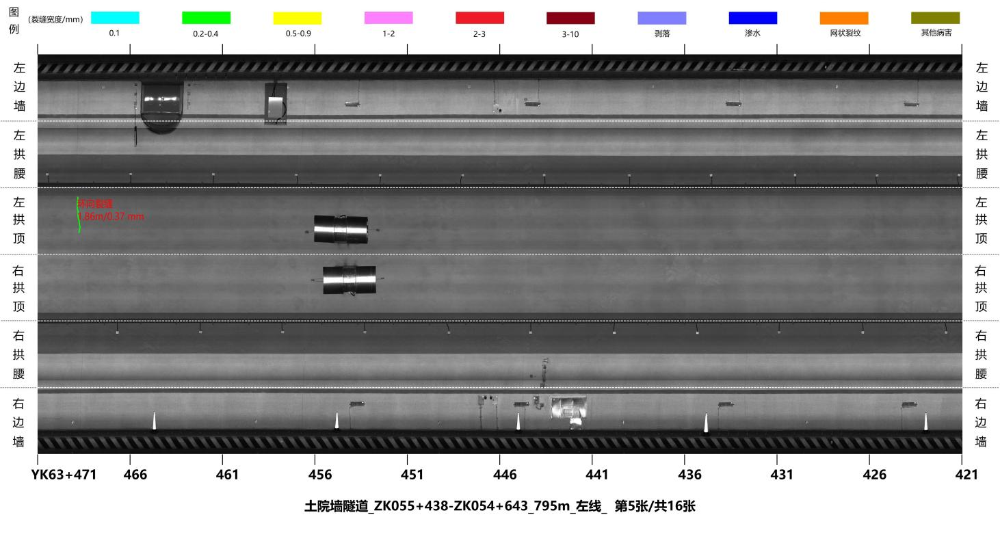 图例
(裂缝宽度/mm)
0.1
0.2-0.4
0.5-0.9
1-2
2-3
3-10
剥落
渗水
网状裂纹
其他病害
左边墙
左边墙
左拱腰
左拱腰
左拱顶
环向裂缝
1.86m/0.37 mm
左拱顶
右拱顶
右拱顶
右拱腰
右拱腰
右边墙
右边墙
YK63+471 466 461 456 451 446 441 436 431 426 421
土院墙隧道_ZK055+438-ZK054+643_795m_左线_ 第5张/共16张